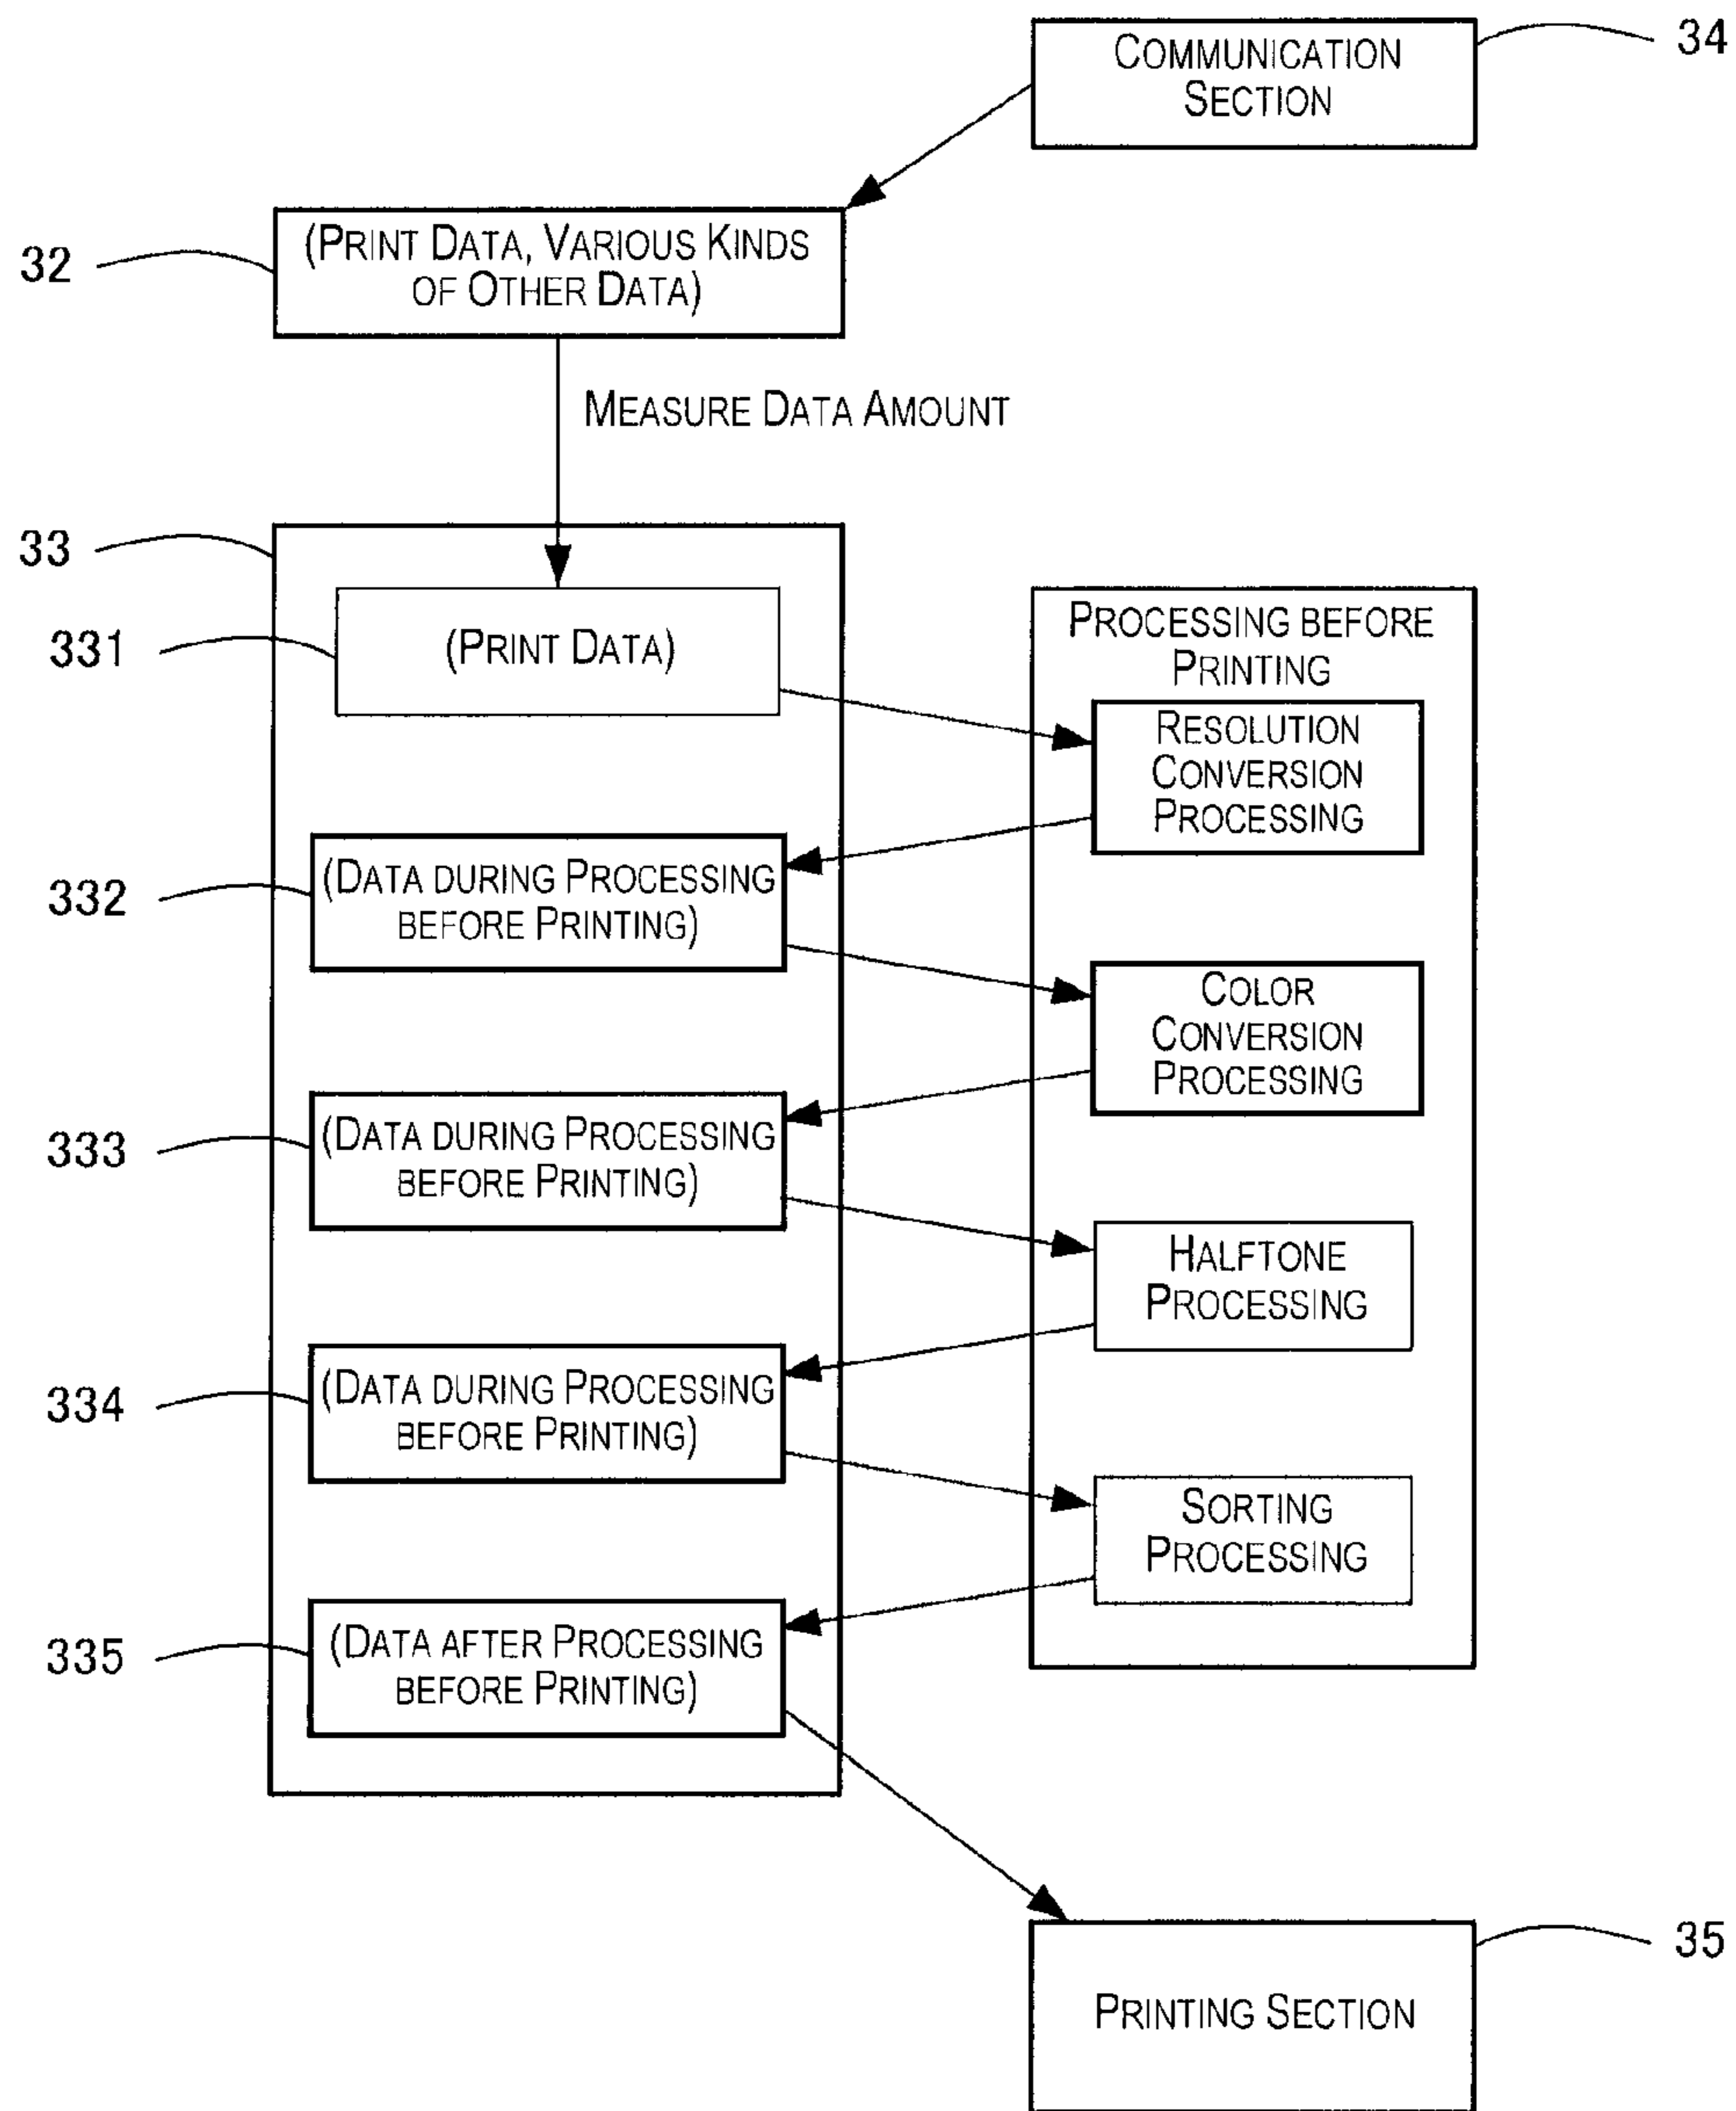 COMMUNICATION
SECTION
34
32
(PRINT DATA, VARIOUS KINDS
OF OTHER DATA)
MEASURE DATA AMOUNT
33
331
(PRINT DATA)
PROCESSING BEFORE
PRINTING
RESOLUTION
CONVERSION
PROCESSING
332
(DATA DURING PROCESSING
BEFORE PRINTING)
COLOR
CONVERSION
PROCESSING
333
(DATA DURING PROCESSING
BEFORE PRINTING)
HALFTONE
PROCESSING
334
(DATA DURING PROCESSING
BEFORE PRINTING)
SORTING
PROCESSING
335
(DATA AFTER PROCESSING
BEFORE PRINTING)
35
PRINTING SECTION